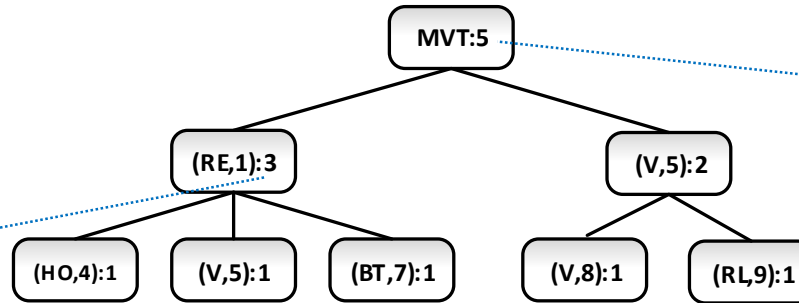 MVT:5
(RE,1):3
(V,5):2
(HO,4):1
(V,5):1
(BT,7):1
(V,8):1
(RL,9):1